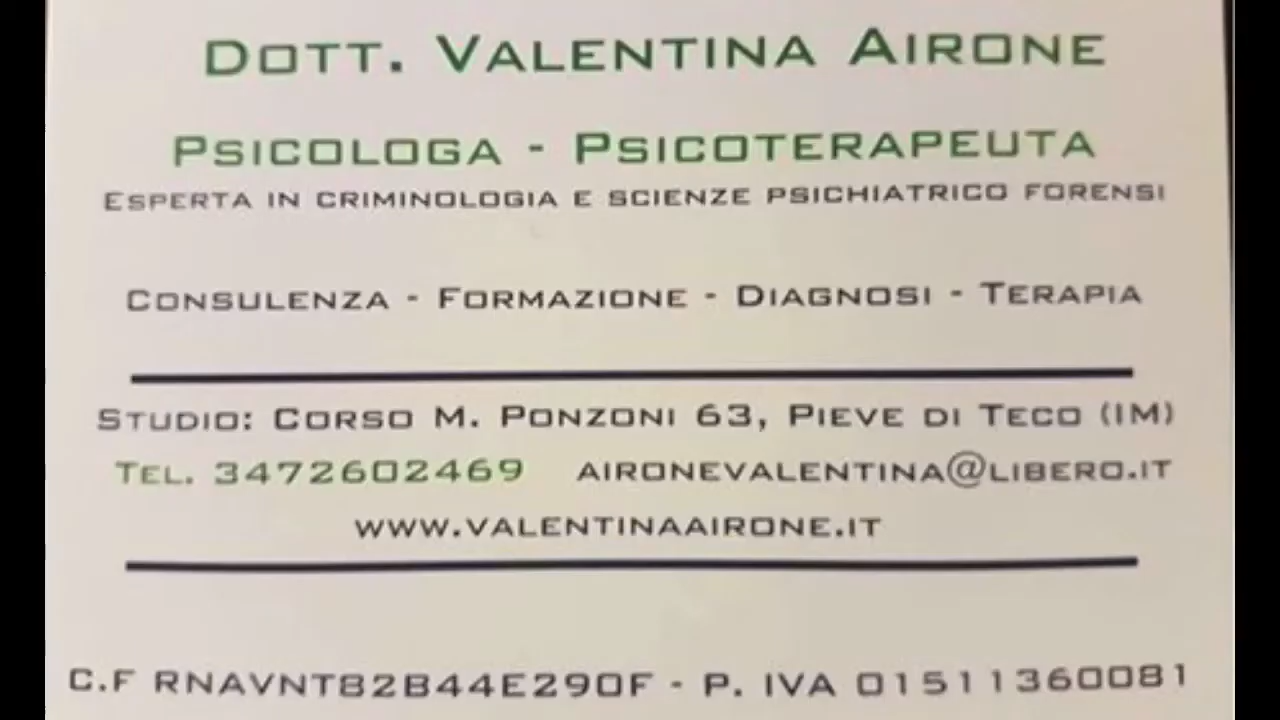 Dott. Valentina Airone
Psicologa - Psicoterapeuta
Esperta in criminologia e scienze psichiatrico forensi
Consulenza - Formazione - Diagnosi - Terapia
Studio: Corso M. Ponzoni 63, Pieve di Teco (IM)
Tel. 3472602469 aironevalentina@libero.it
www.valentinaairone.it
C.F RNAVNT82B44E290F - P. IVA 01511360081